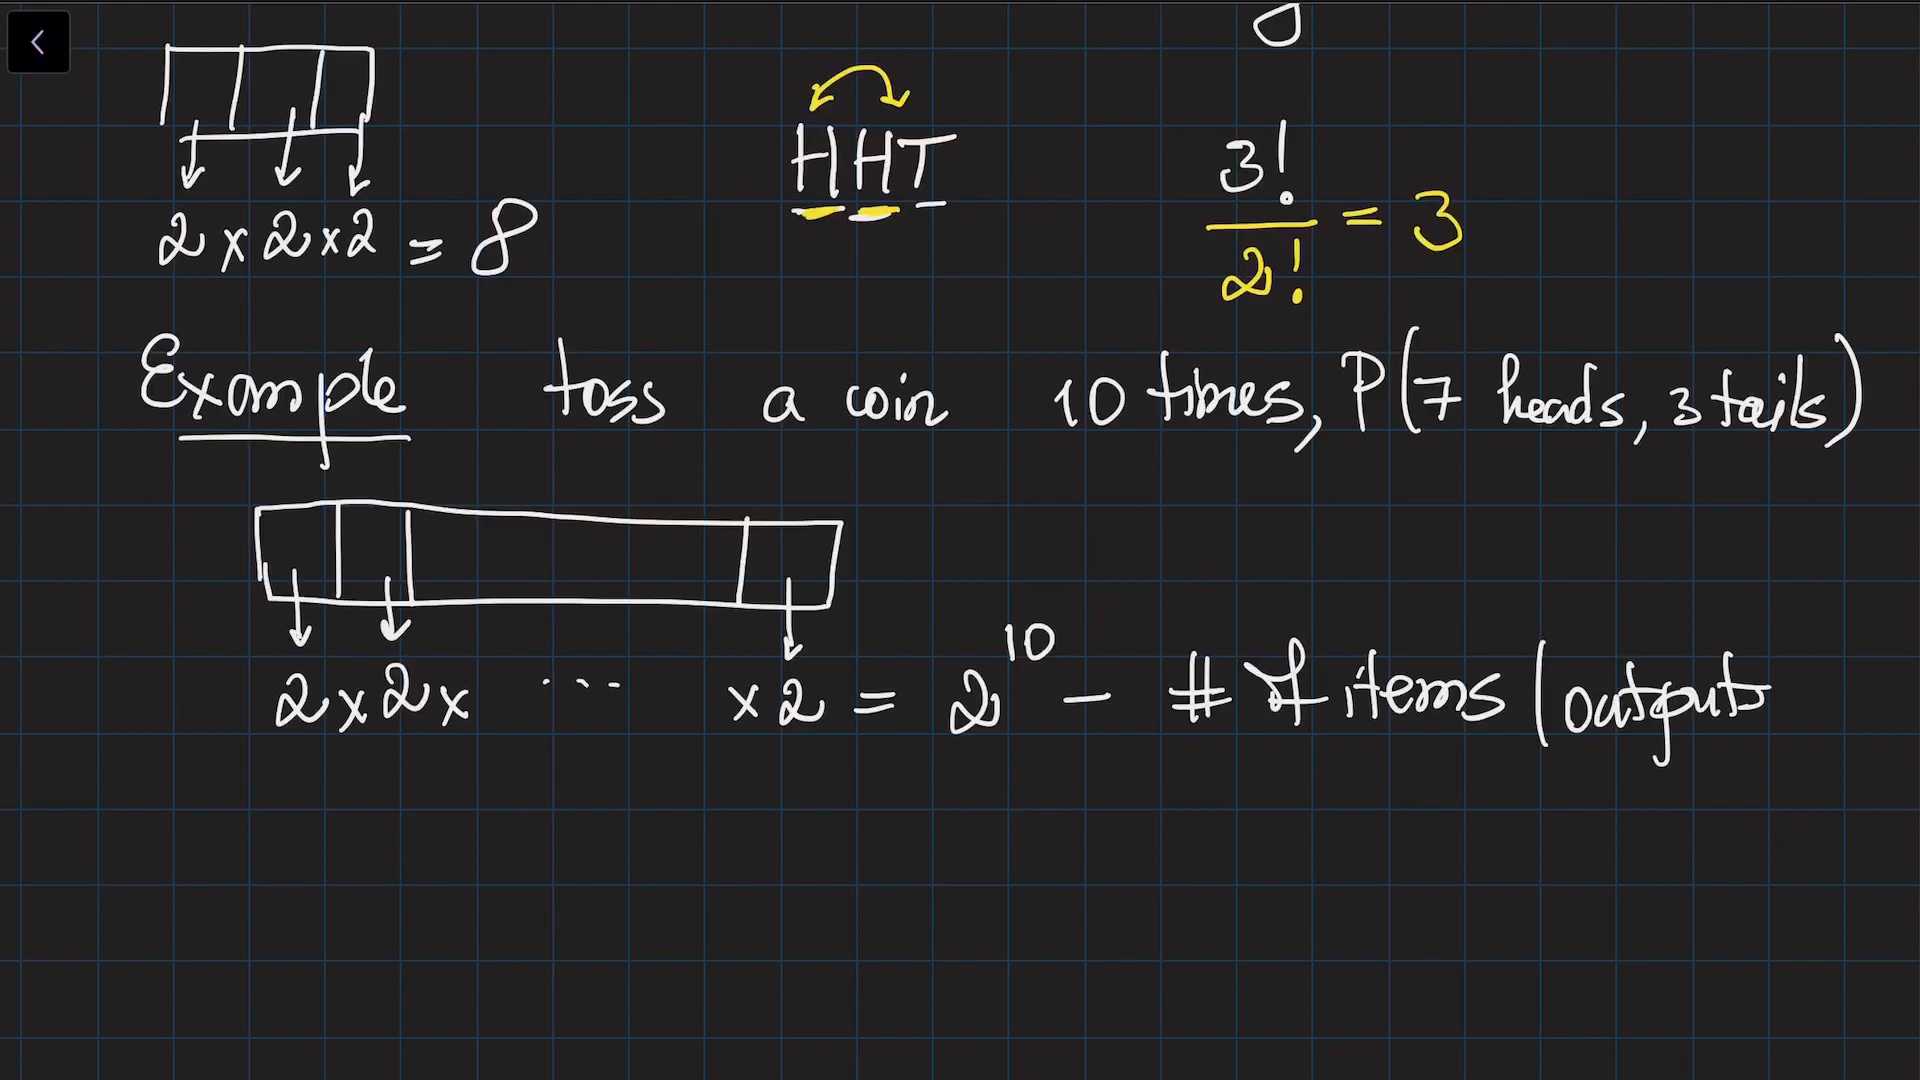 2 x 2 x 2 = 8
HHT
3! / 2! = 3
Example toss a coin 10 times, P(7 heads, 3 tails)
2 x 2 x ... x 2 = 2^10 - # of items | outputs